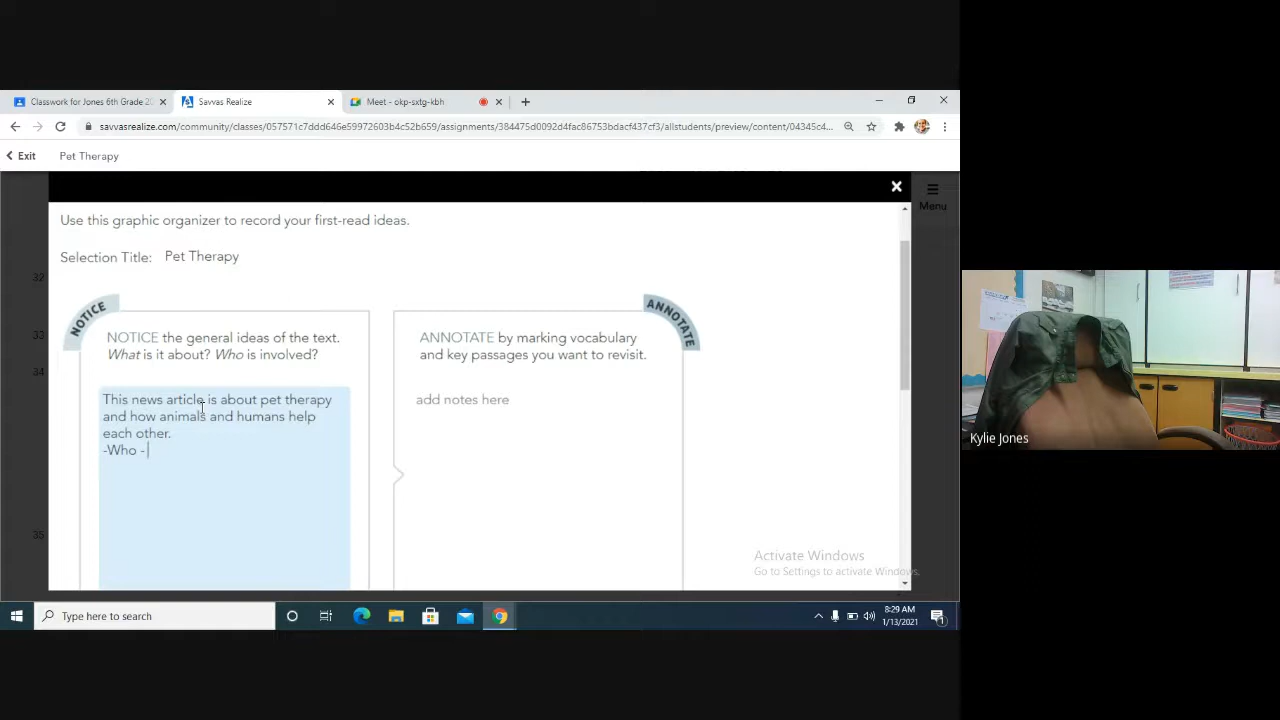 Classwork for Jones 6th Grade 2
Savvas Realize
Meet - okp-sxtg-kbh
savvasrealize.com/community/classes/057571c7ddd646e59972603b4c52b659/assignments/384475d0092d4fac86753bdacf437cf3/allstudents/preview/content/04345c4...
Exit
Pet Therapy
Menu
Use this graphic organizer to record your first-read ideas.
Selection Title: Pet Therapy
32
33
34
35
NOTICE
NOTICE the general ideas of the text.
What is it about? Who is involved?
This news article is about pet therapy
and how animals and humans help
each other.
-Who -
ANNOTATE
ANNOTATE by marking vocabulary
and key passages you want to revisit.
add notes here
Activate Windows
Go to Settings to activate Windows.
Kylie Jones
Type here to search
8:29 AM
1/13/2021